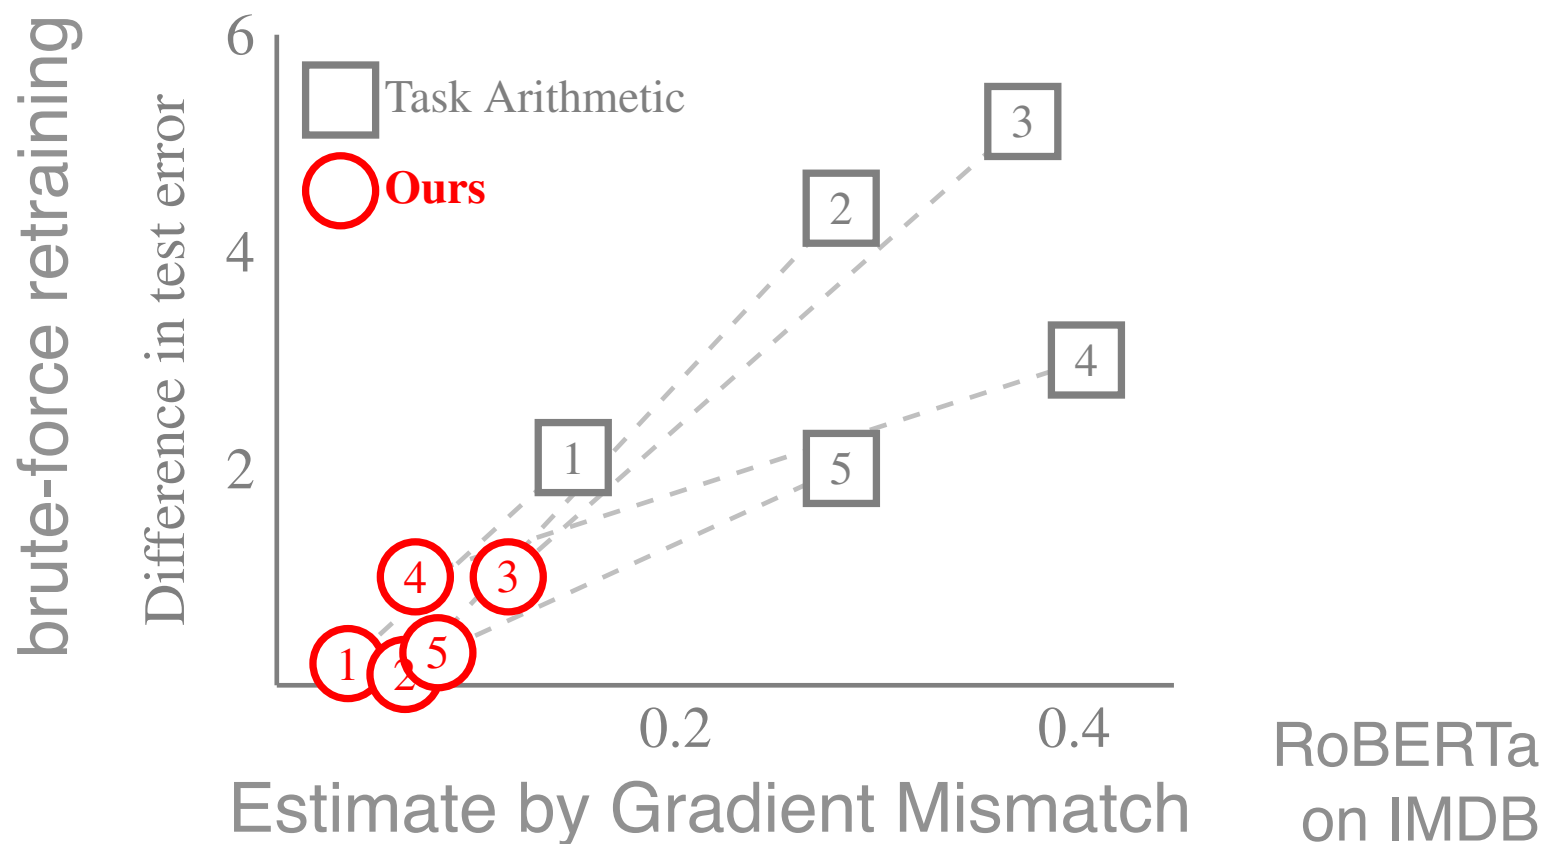 brute-force retraining
Difference in test error
6
4
2
Task Arithmetic
Ours
3
2
4
1
5
4
3
1
2
5
0.2
0.4
Estimate by Gradient Mismatch
RoBERTa
on IMDB